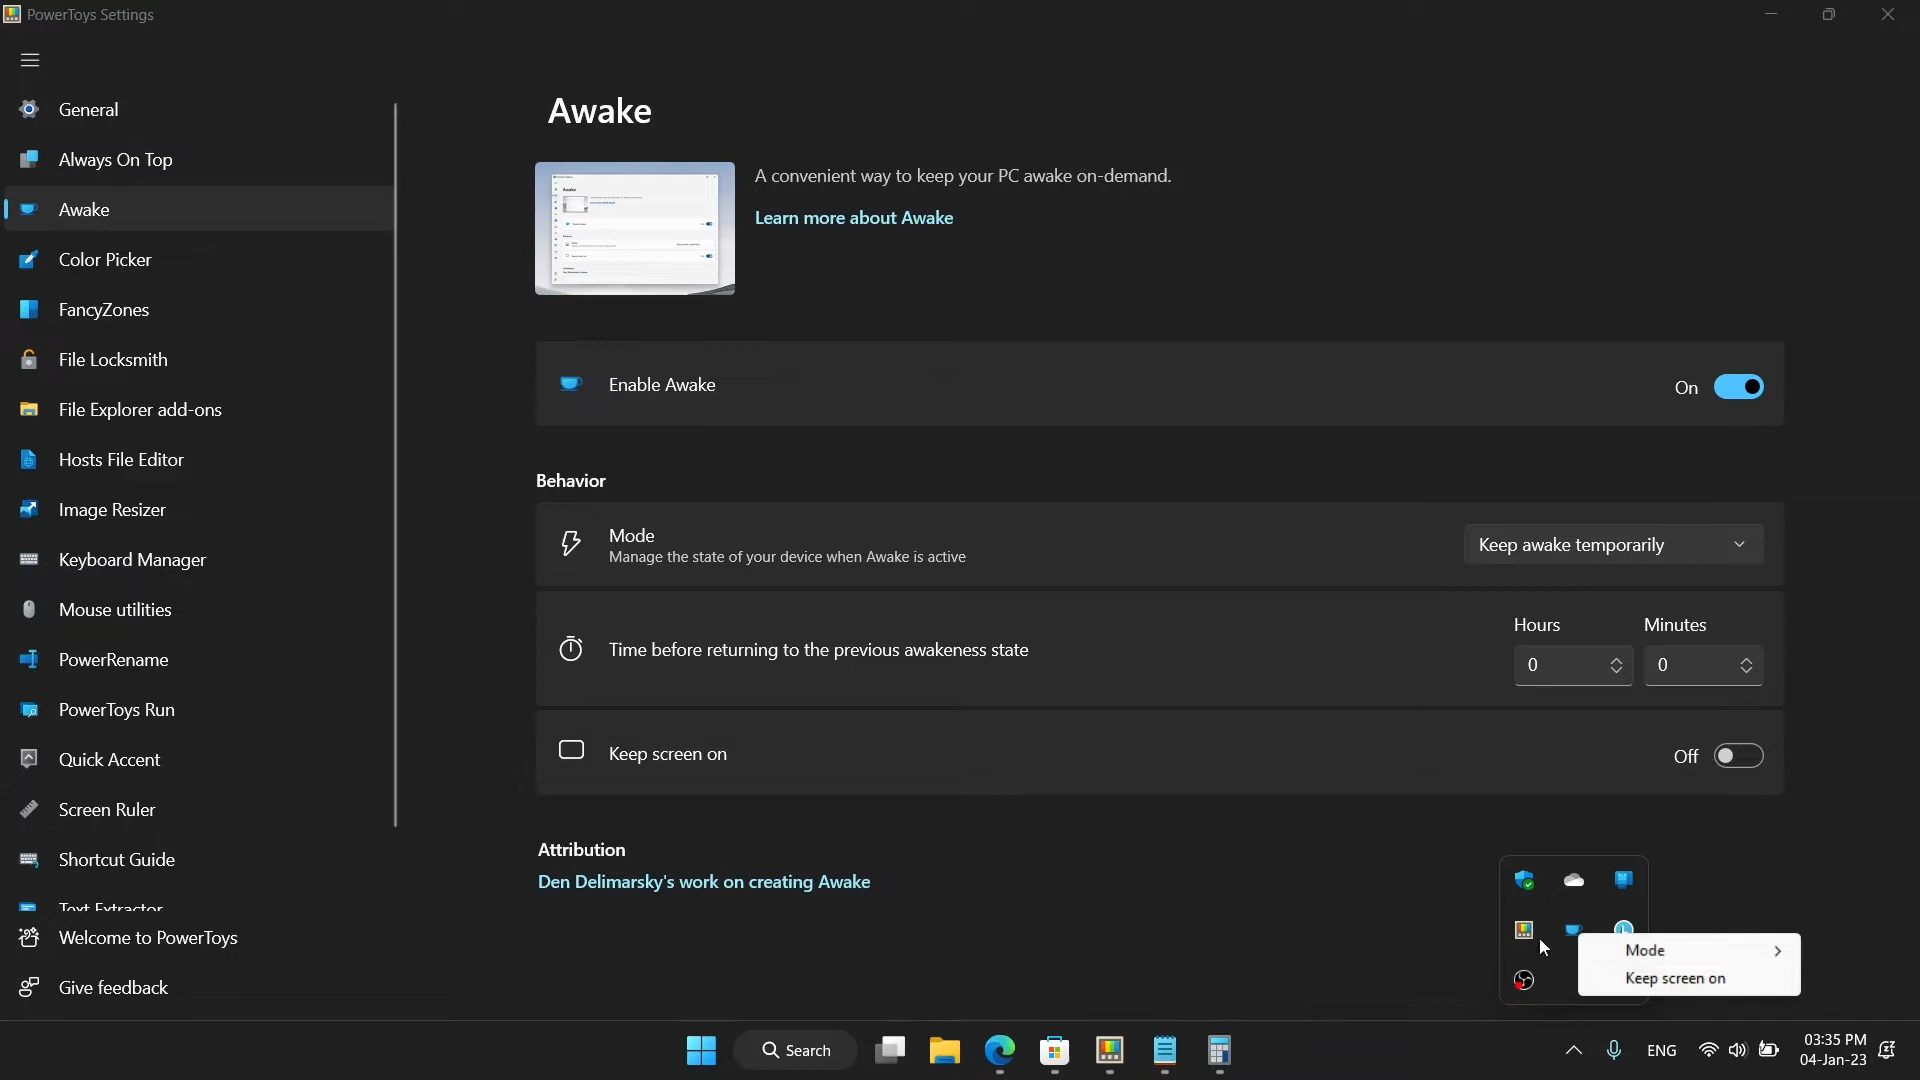 PowerToys Settings
General
Always On Top
Awake
Color Picker
FancyZones
File Locksmith
File Explorer add-ons
Hosts File Editor
Image Resizer
Keyboard Manager
Mouse utilities
PowerRename
PowerToys Run
Quick Accent
Screen Ruler
Shortcut Guide
Text Extractor
Welcome to PowerToys
Give feedback
Awake
A convenient way to keep your PC awake on-demand.
Learn more about Awake
Enable Awake
On
Behavior
Mode
Manage the state of your device when Awake is active
Keep awake temporarily
Time before returning to the previous awakeness state
Hours Minutes
0 0
Keep screen on
Off
Attribution
Den Delimarsky's work on creating Awake
Mode
Keep screen on
Search
ENG
03:35 PM
04-Jan-23